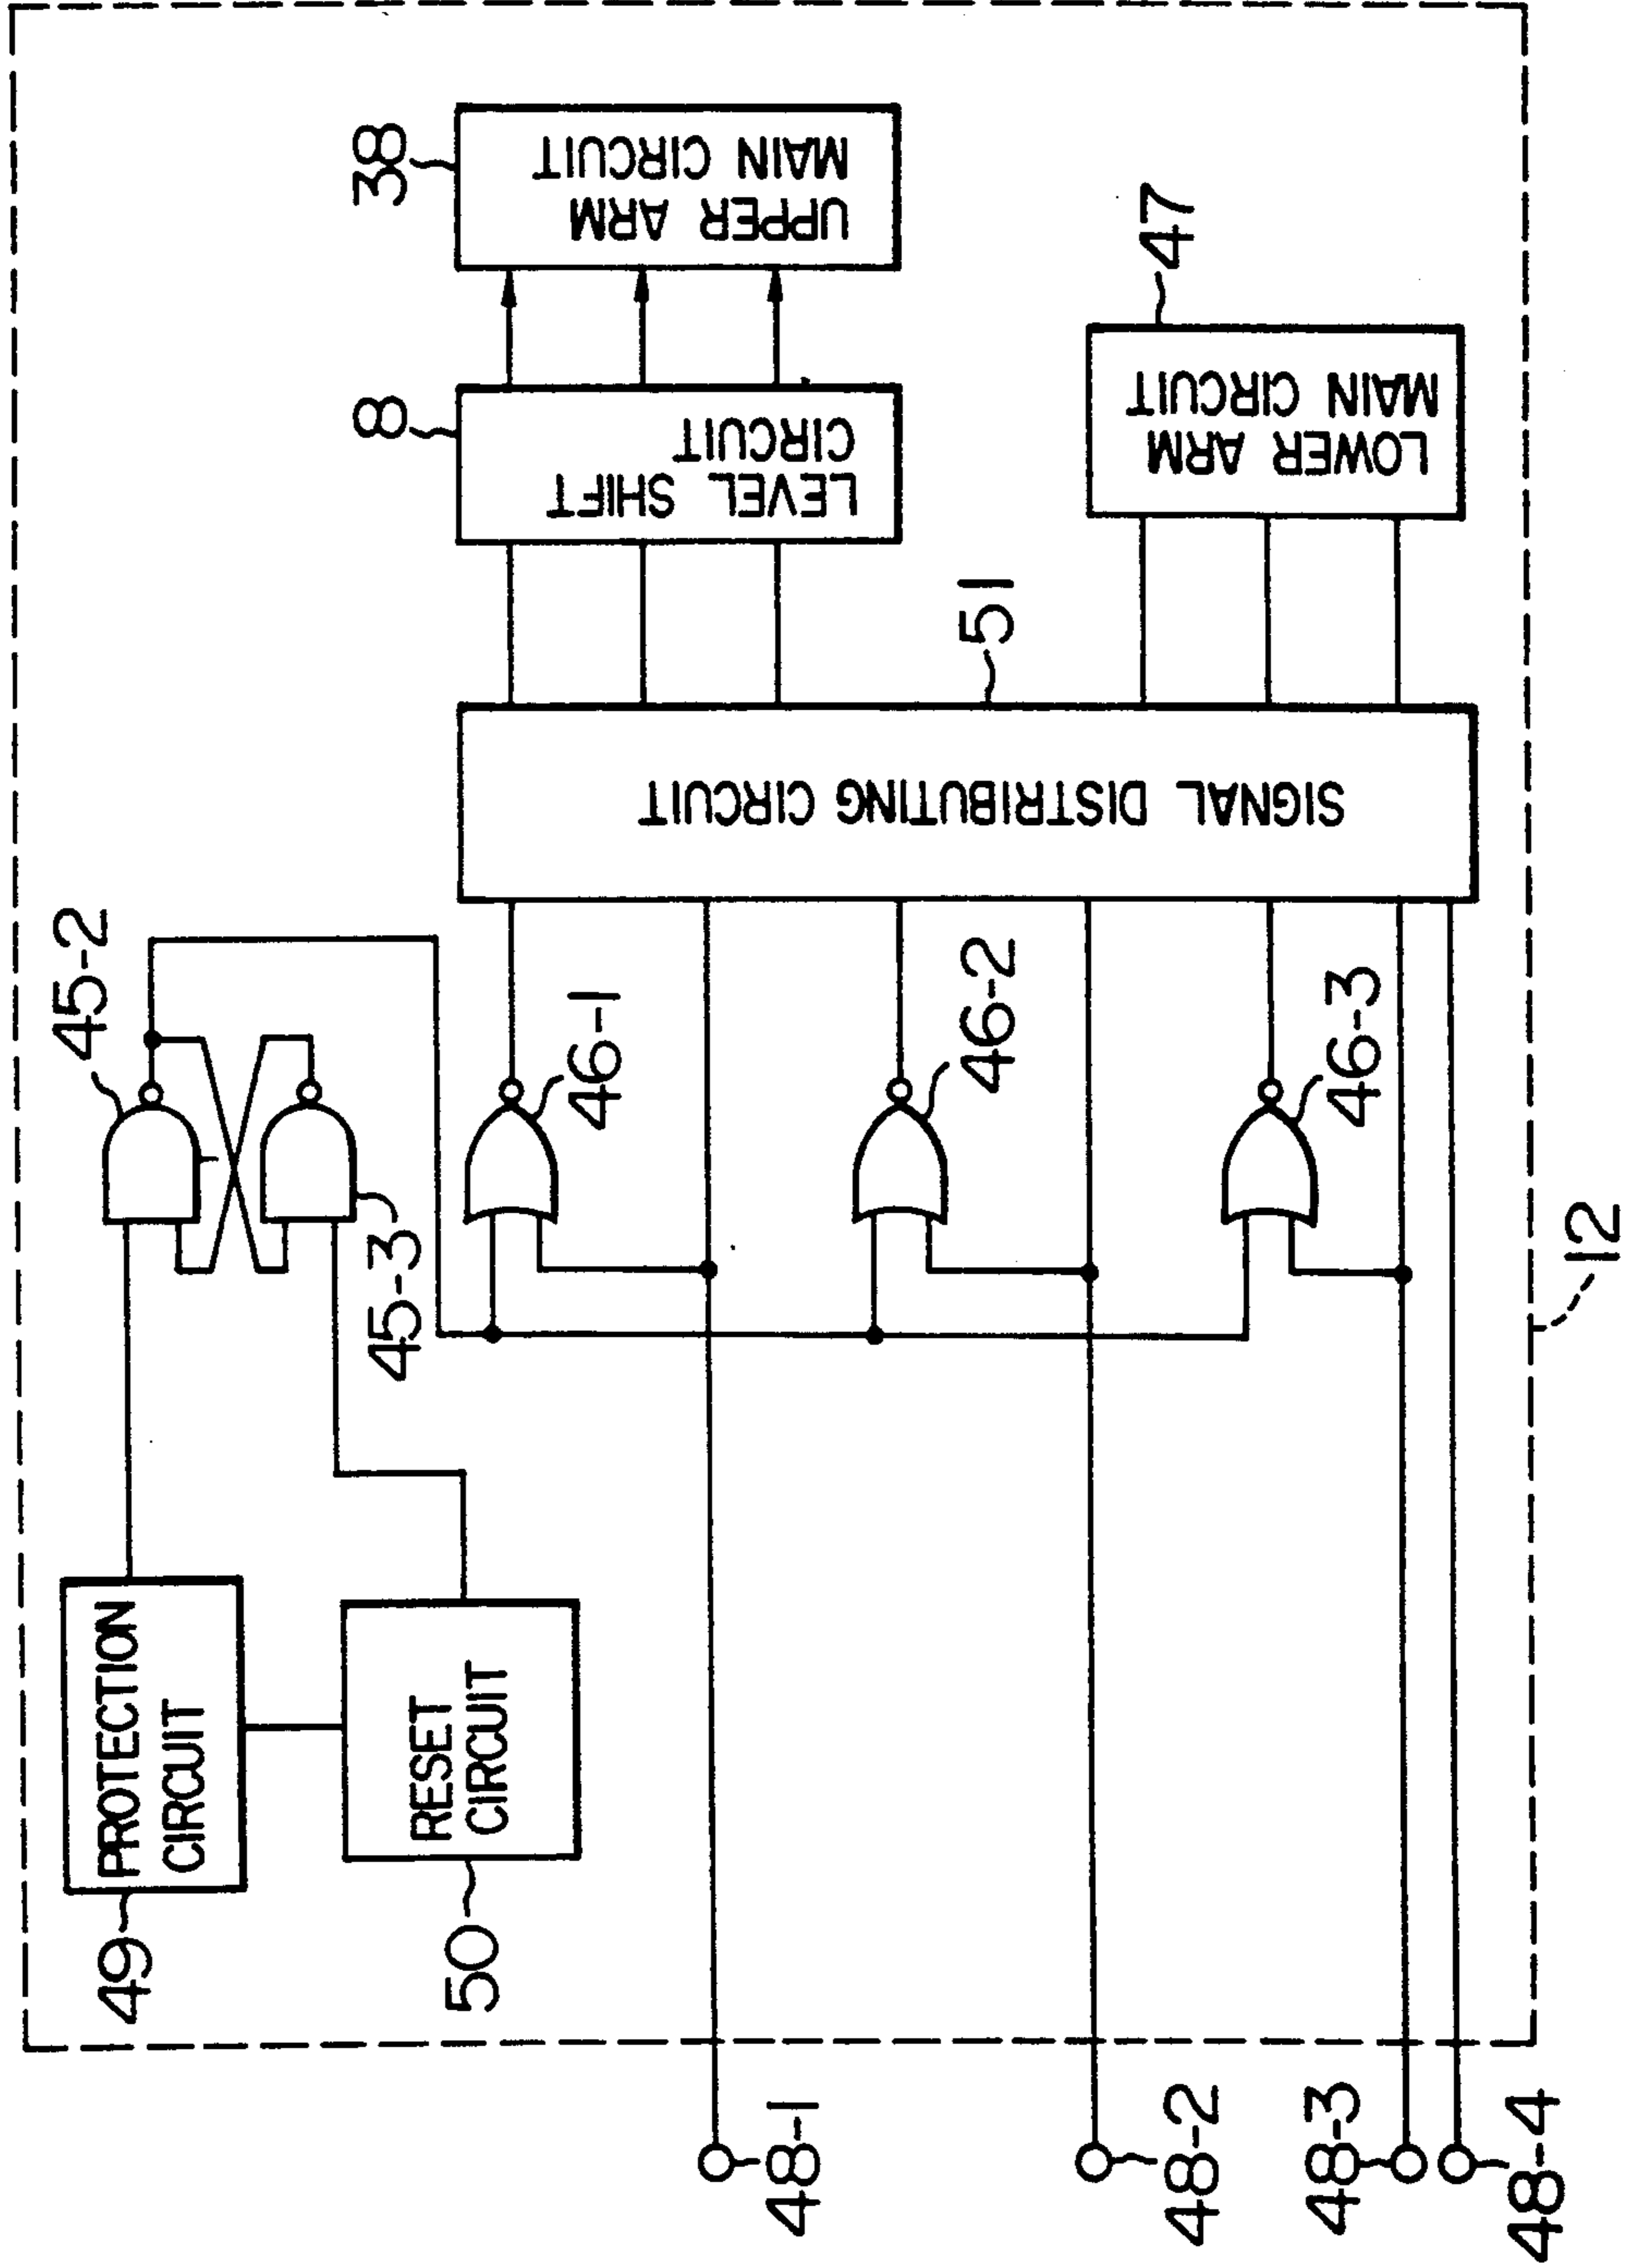 49
PROTECTION
CIRCUIT
50
RESET
CIRCUIT
45-2
45-3
46-1
46-2
46-3
SIGNAL DISTRIBUTING CIRCUIT
51
8
LEVEL SHIFT
CIRCUIT
38
UPPER ARM
MAIN CIRCUIT
47
LOWER ARM
MAIN CIRCUIT
48-1
48-2
48-3
48-4
12